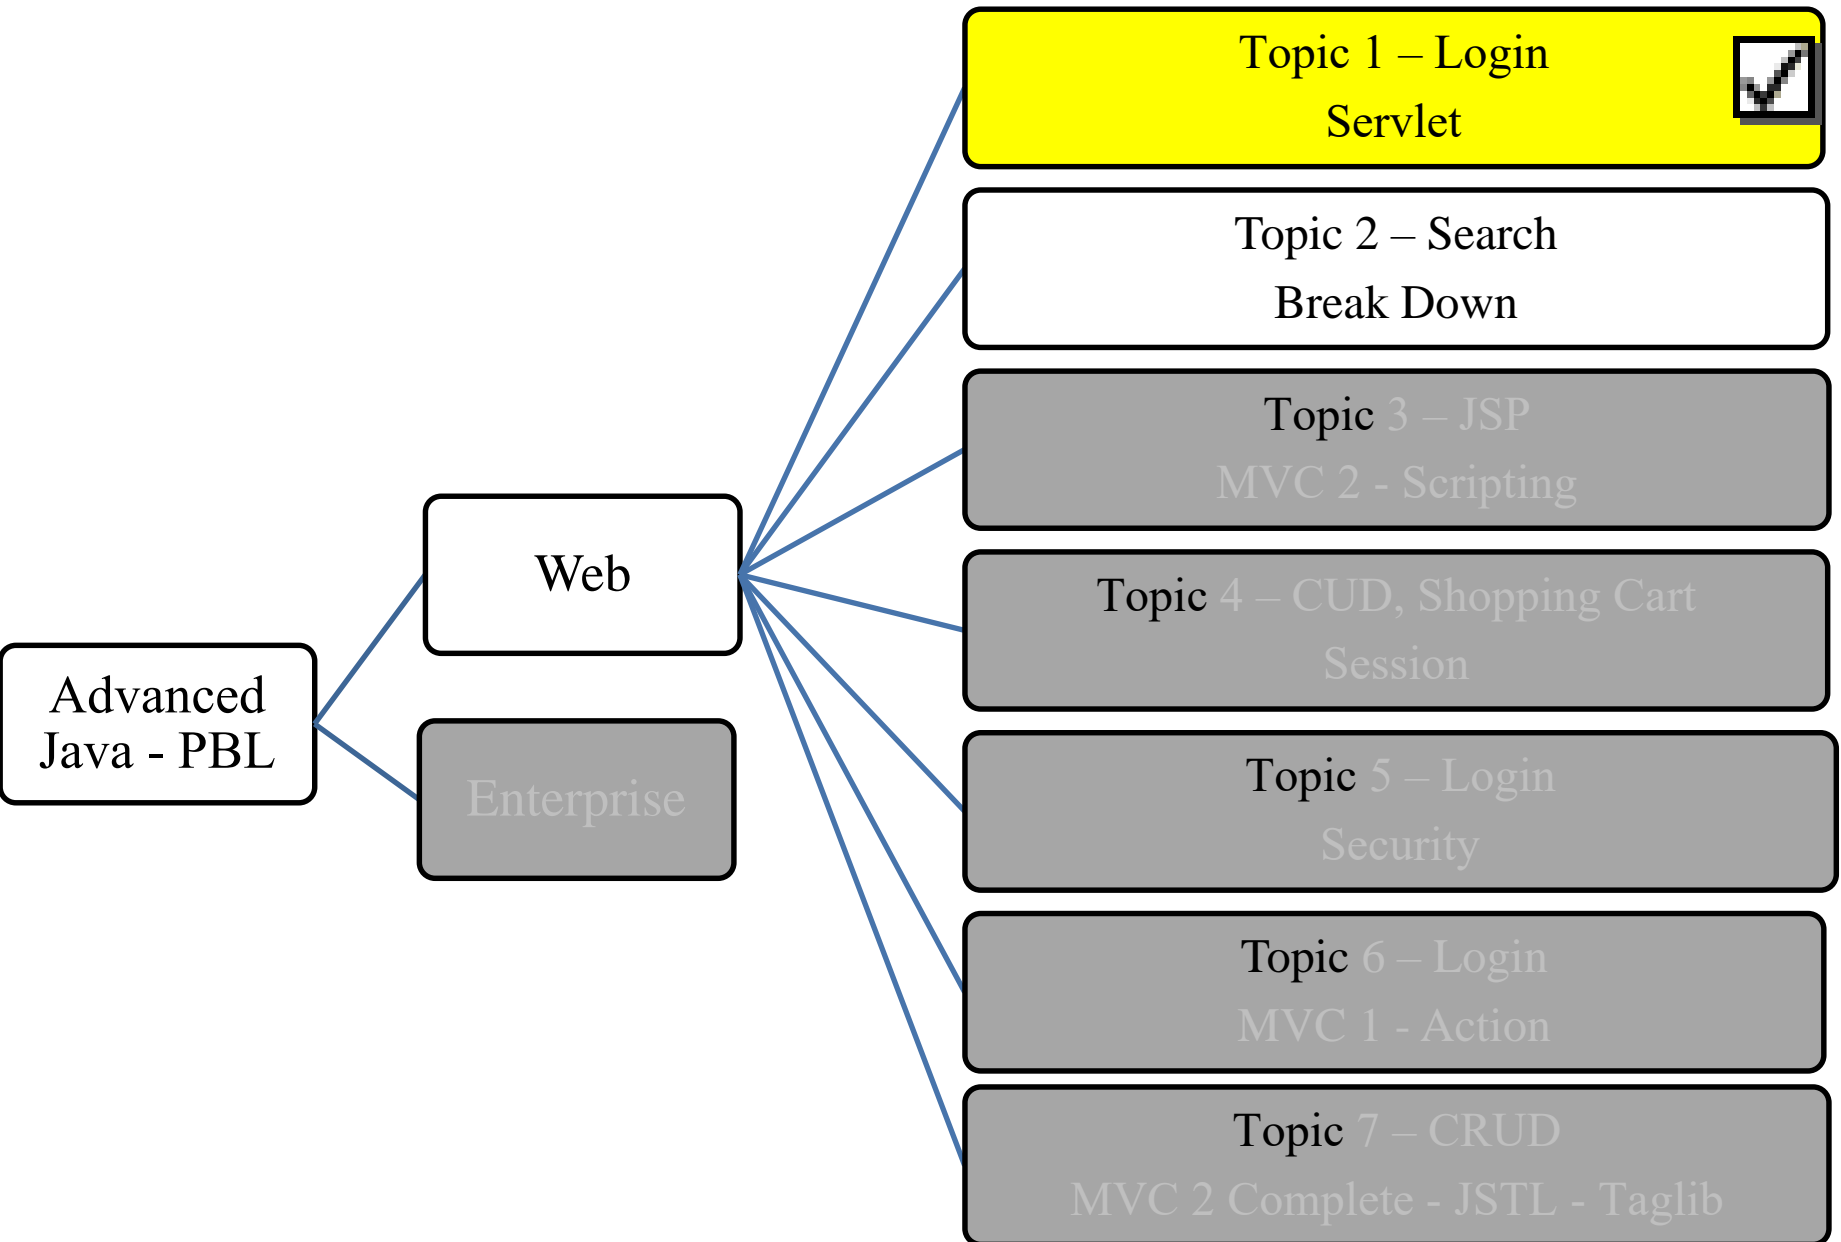 Advanced
Java - PBL
Web
Enterprise
Topic 1 – Login
Servlet
Topic 2 – Search
Break Down
Topic 3 – JSP
MVC 2 - Scripting
Topic 4 – CUD, Shopping Cart
Session
Topic 5 – Login
Security
Topic 6 – Login
MVC 1 - Action
Topic 7 – CRUD
MVC 2 Complete - JSTL - Taglib